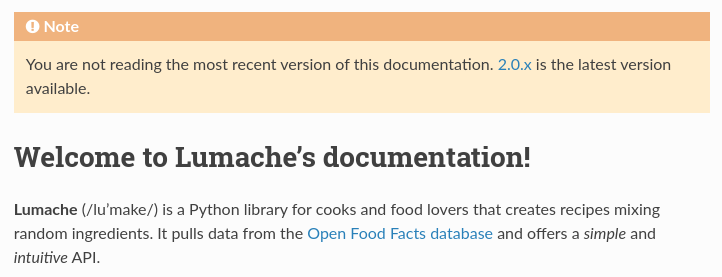 Note
You are not reading the most recent version of this documentation. 2.0.x is the latest version
available.
Welcome to Lumache’s documentation!
Lumache (/lu’make/) is a Python library for cooks and food lovers that creates recipes mixing
random ingredients. It pulls data from the Open Food Facts database and offers a simple and
intuitive API.